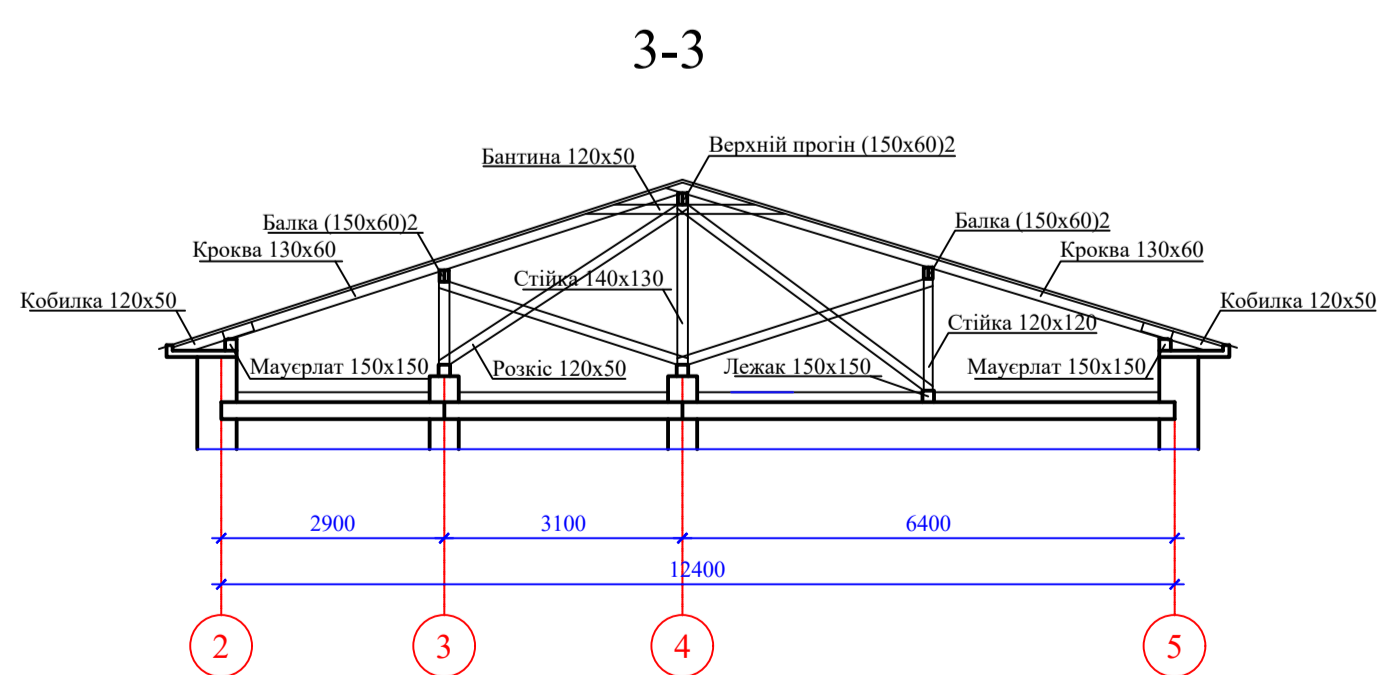 3-3
Верхній прогін (150х60)2
Бантина 120х50
Балка (150х60)2
Балка (150х60)2
Кроква 130х60
Кроква 130х60
Стійка 140х130
Кобилка 120х50
Кобилка 120х50
Стійка 120х120
Мауєрлат 150х150
Розкіс 120х50
Лежак 150х150
Мауєрлат 150х150
2900
3100
6400
12400
2
3
4
5